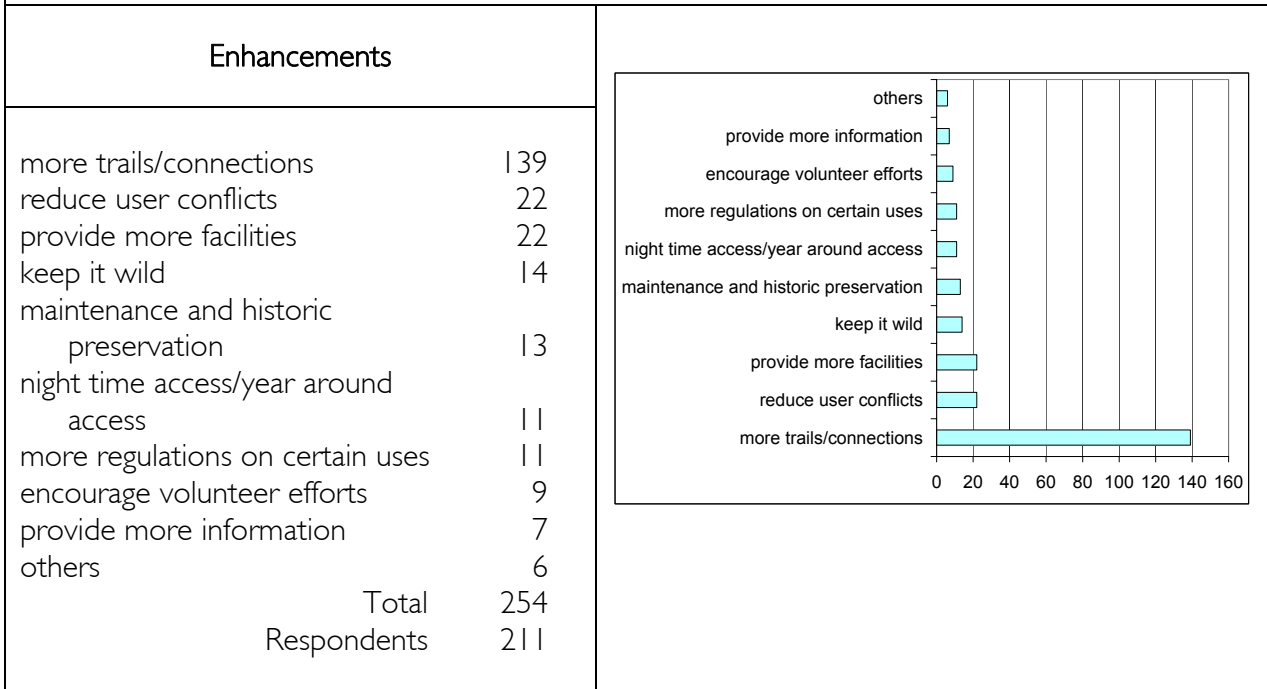 Enhancements
more trails/connections 139
reduce user conflicts 22
provide more facilities 22
keep it wild 14
maintenance and historic
preservation 13
night time access/year around
access 11
more regulations on certain uses 11
encourage volunteer efforts 9
provide more information 7
others 6
Total 254
Respondents 211
others
provide more information
encourage volunteer efforts
more regulations on certain uses
night time access/year around access
maintenance and historic preservation
keep it wild
provide more facilities
reduce user conflicts
more trails/connections
0 20 40 60 80 100 120 140 160